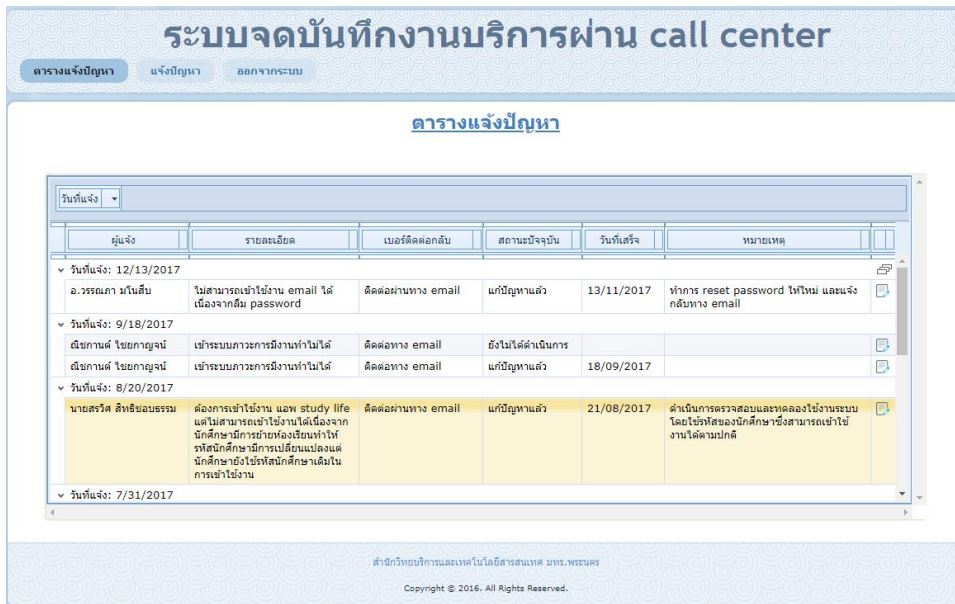 ระบบจดบันทึกงานบริการผ่าน call center
ตารางแจ้งปัญหา แจ้งปัญหา ออกจากระบบ
ตารางแจ้งปัญหา
วันที่แจ้ง
ผู้แจ้ง รายละเอียด เบอร์ติดต่อกลับ สถานะปัจจุบัน วันที่เสร็จ หมายเหตุ
วันที่แจ้ง: 12/13/2017
อ.วรรณภา มโนสืบ ไม่สามารถเข้าใช้งาน email ได้ ติดต่อผ่านทาง email แก้ปัญหาแล้ว 13/11/2017 ทำการ reset password ให้ใหม่ และแจ้ง
เนื่องจากลืม password กลับทาง email
วันที่แจ้ง: 9/18/2017
ณิชกานต์ ไชยกาญจน์ เข้าระบบภาวะการมีงานทำไม่ได้ ติดต่อทาง email ยังไม่ได้ดำเนินการ
ณิชกานต์ ไชยกาญจน์ เข้าระบบภาวะการมีงานทำไม่ได้ ติดต่อทาง email แก้ปัญหาแล้ว 18/09/2017
วันที่แจ้ง: 8/20/2017
นายสรวิศ สิทธิชอบธรรม ต้องการเข้าใช้งาน แอพ study life ติดต่อผ่านทาง email แก้ปัญหาแล้ว 21/08/2017 ดำเนินการตรวจสอบและทดลองใช้งานระบบ
แต่ไม่สามารถเข้าใช้งานได้เนื่องจาก โดยใช้รหัสของนักศึกษาซึ่งสามารถเข้าใช้
นักศึกษามีการย้ายห้องเรียนทำให้ งานได้ตามปกติ
รหัสนักศึกษามีการเปลี่ยนแปลงแต่
นักศึกษายังใช้รหัสนักศึกษาเดิมใน
การเข้าใช้งาน
วันที่แจ้ง: 7/31/2017
สำนักวิทยบริการและเทคโนโลยีสารสนเทศ มทร.พระนคร
Copyright © 2016. All Rights Reserved.